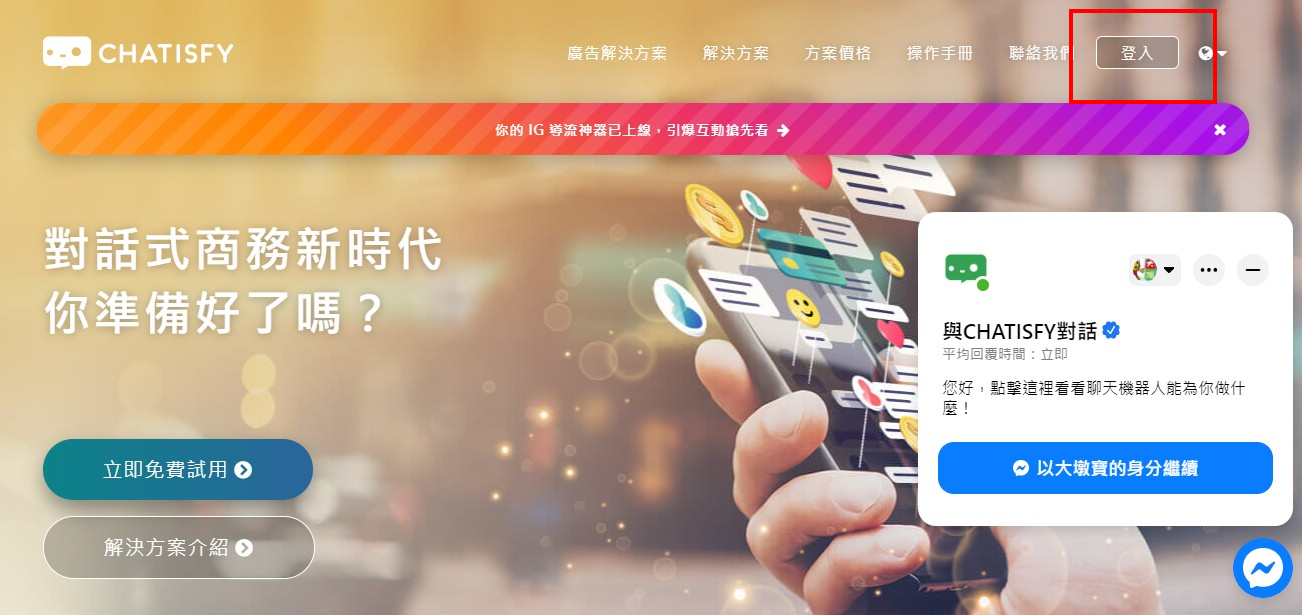 CHATISFY
廣告解決方案 解決方案 方案價格 操作手冊 聯絡我們 登入
你的 IG 導流神器已上線，引爆互動搶先看
對話式商務新時代
你準備好了嗎？
立即免費試用
解決方案介紹
與CHATISFY對話
平均回覆時間：立即
您好，點擊這裡看看聊天機器人能為你做什
麼！
以大墩寶的身分繼續